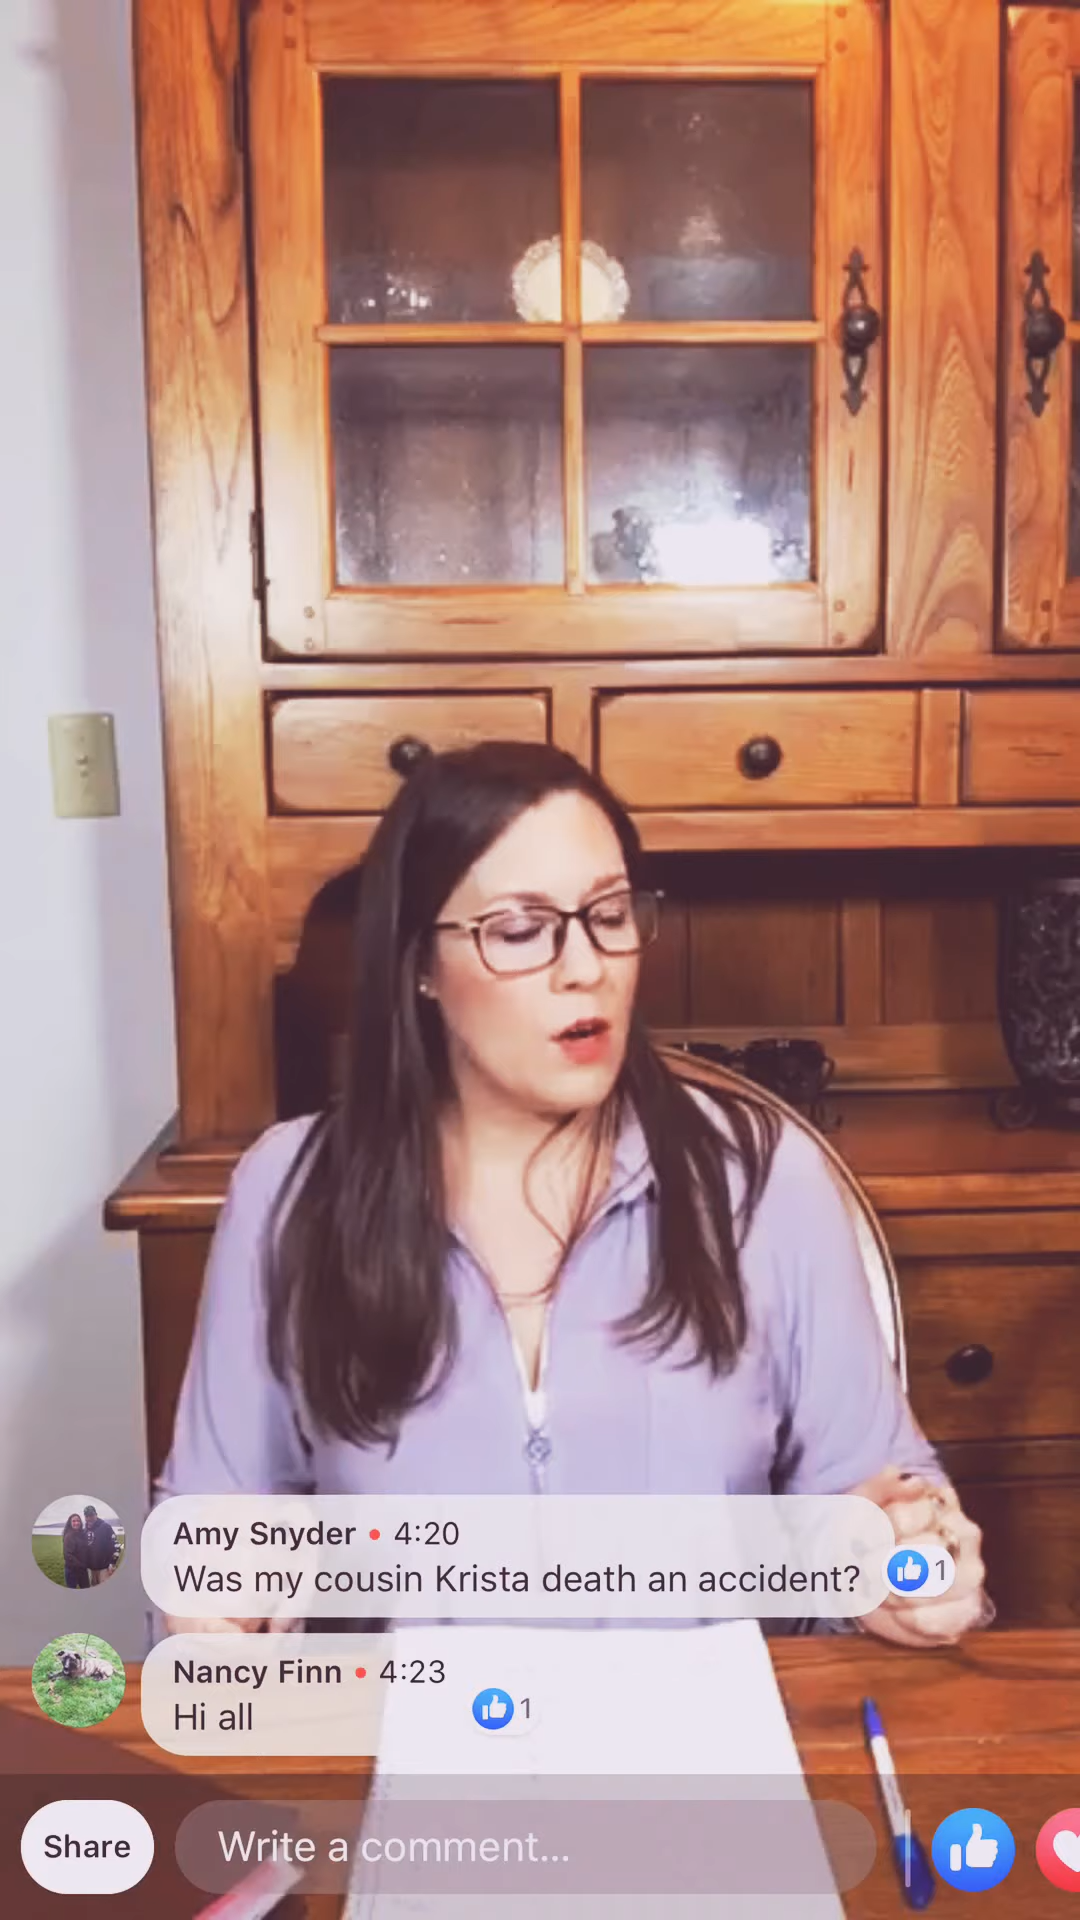 Amy Snyder • 4:20
Was my cousin Krista death an accident?
1
Nancy Finn • 4:23
Hi all
1
Share
Write a comment...